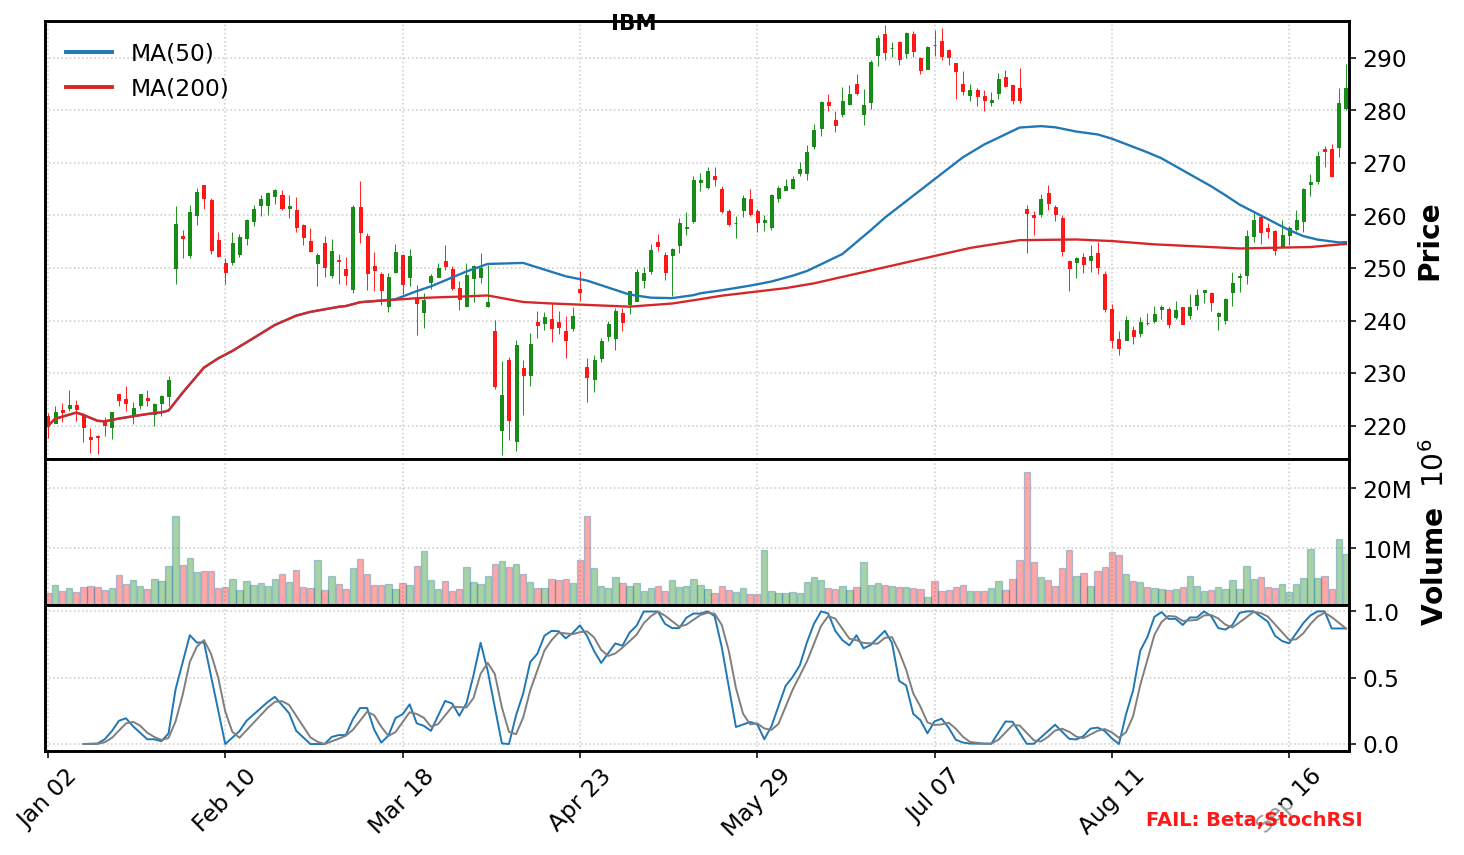 IBM
MA(50)
MA(200)
290
280
270
260
250
240
230
220
Price
20M
10M
Volume 10^6
1.0
0.5
0.0
Jan 02
Feb 10
Mar 18
Apr 23
May 29
Jul 07
Aug 11
Sep 16
FAIL: Beta,StochRSI